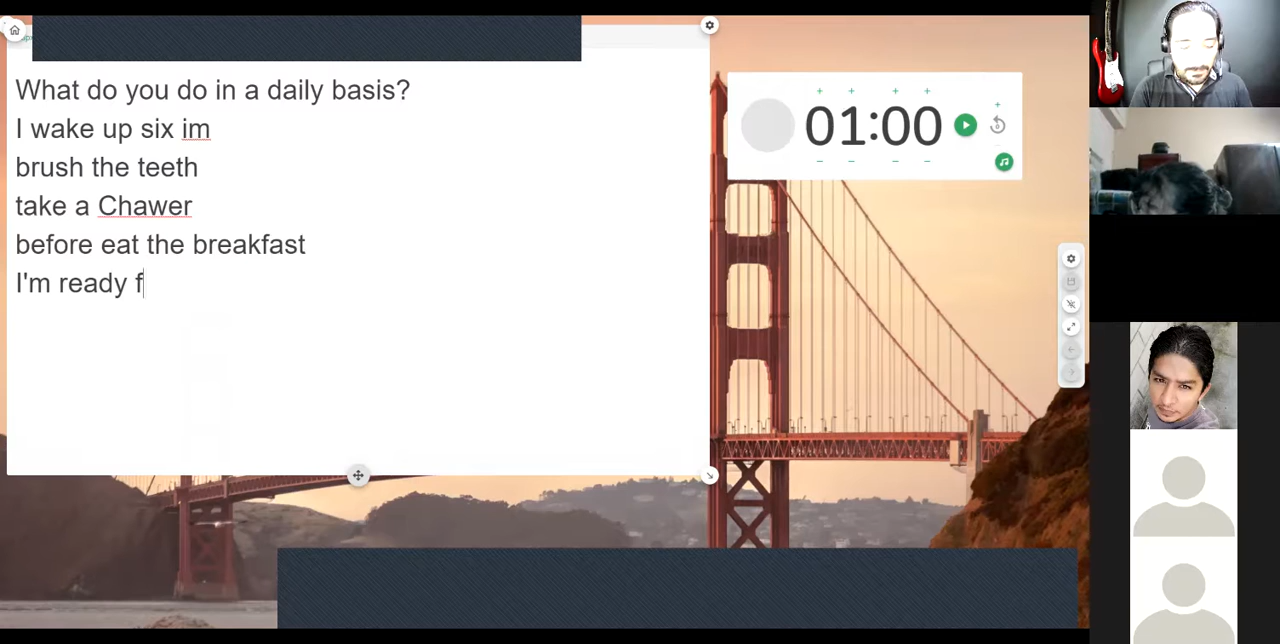 What do you do in a daily basis?
I wake up six im
brush the teeth
take a Chawer
before eat the breakfast
I'm ready f
01:00